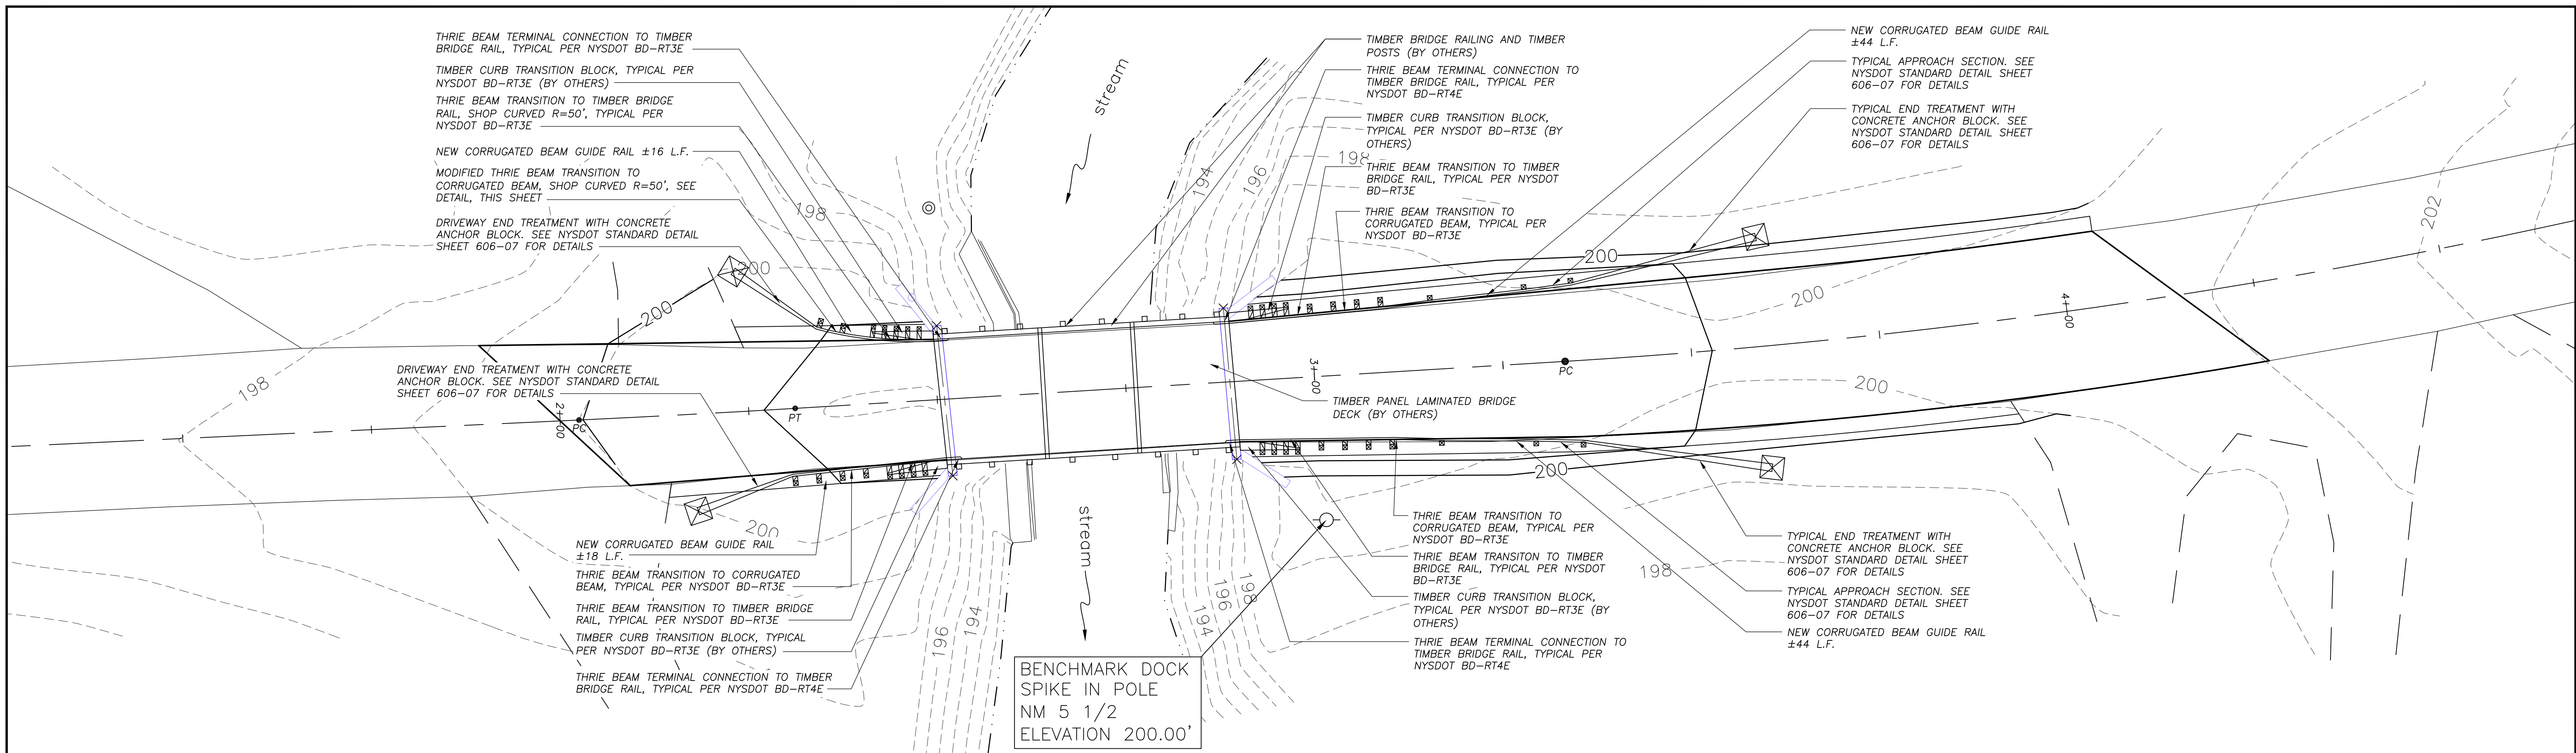 THRIE BEAM TERMINAL CONNECTION TO TIMBER
BRIDGE RAIL, TYPICAL PER NYSDOT BD-RT3E
TIMBER CURB TRANSITION BLOCK, TYPICAL PER
NYSDOT BD-RT3E (BY OTHERS)
THRIE BEAM TRANSITION TO TIMBER BRIDGE
RAIL, SHOP CURVED R=50', TYPICAL PER
NYSDOT BD-RT3E
NEW CORRUGATED BEAM GUIDE RAIL ±16 L.F.
MODIFIED THRIE BEAM TRANSITION TO
CORRUGATED BEAM, SHOP CURVED R=50', SEE
DETAIL, THIS SHEET
DRIVEWAY END TREATMENT WITH CONCRETE
ANCHOR BLOCK. SEE NYSDOT STANDARD DETAIL
SHEET 606-07 FOR DETAILS
stream
TIMBER BRIDGE RAILING AND TIMBER
POSTS (BY OTHERS)
THRIE BEAM TERMINAL CONNECTION TO
TIMBER BRIDGE RAIL, TYPICAL PER
NYSDOT BD-RT4E
TIMBER CURB TRANSITION BLOCK,
TYPICAL PER NYSDOT BD-RT3E (BY
OTHERS)
THRIE BEAM TRANSITION TO TIMBER
BRIDGE RAIL, TYPICAL PER NYSDOT
BD-RT3E
THRIE BEAM TRANSITION TO
CORRUGATED BEAM, TYPICAL PER
NYSDOT BD-RT3E
NEW CORRUGATED BEAM GUIDE RAIL
±44 L.F.
TYPICAL APPROACH SECTION. SEE
NYSDOT STANDARD DETAIL SHEET
606-07 FOR DETAILS
TYPICAL END TREATMENT WITH
CONCRETE ANCHOR BLOCK. SEE
NYSDOT STANDARD DETAIL SHEET
606-07 FOR DETAILS
198
194
196
198
202
200
200
200
200
4+00
198
DRIVEWAY END TREATMENT WITH CONCRETE
ANCHOR BLOCK. SEE NYSDOT STANDARD DETAIL
SHEET 606-07 FOR DETAILS
2+00
PC
PT
3+00
PC
200
TIMBER PANEL LAMINATED BRIDGE
DECK (BY OTHERS)
200
200
NEW CORRUGATED BEAM GUIDE RAIL
±18 L.F.
THRIE BEAM TRANSITION TO CORRUGATED
BEAM, TYPICAL PER NYSDOT BD-RT3E
THRIE BEAM TRANSITION TO TIMBER BRIDGE
RAIL, TYPICAL PER NYSDOT BD-RT3E
TIMBER CURB TRANSITION BLOCK, TYPICAL
PER NYSDOT BD-RT3E (BY OTHERS)
THRIE BEAM TERMINAL CONNECTION TO TIMBER
BRIDGE RAIL, TYPICAL PER NYSDOT BD-RT4E
196
194
stream
194
196
198
THRIE BEAM TRANSITION TO
CORRUGATED BEAM, TYPICAL PER
NYSDOT BD-RT3E
THRIE BEAM TRANSITON TO TIMBER
BRIDGE RAIL, TYPICAL PER NYSDOT
BD-RT3E
TIMBER CURB TRANSITION BLOCK,
TYPICAL PER NYSDOT BD-RT3E (BY
OTHERS)
THRIE BEAM TERMINAL CONNECTION TO
TIMBER BRIDGE RAIL, TYPICAL PER
NYSDOT BD-RT4E
198
TYPICAL END TREATMENT WITH
CONCRETE ANCHOR BLOCK. SEE
NYSDOT STANDARD DETAIL SHEET
606-07 FOR DETAILS
TYPICAL APPROACH SECTION. SEE
NYSDOT STANDARD DETAIL SHEET
606-07 FOR DETAILS
NEW CORRUGATED BEAM GUIDE RAIL
±44 L.F.
BENCHMARK DOCK
SPIKE IN POLE
NM 5 1/2
ELEVATION 200.00'